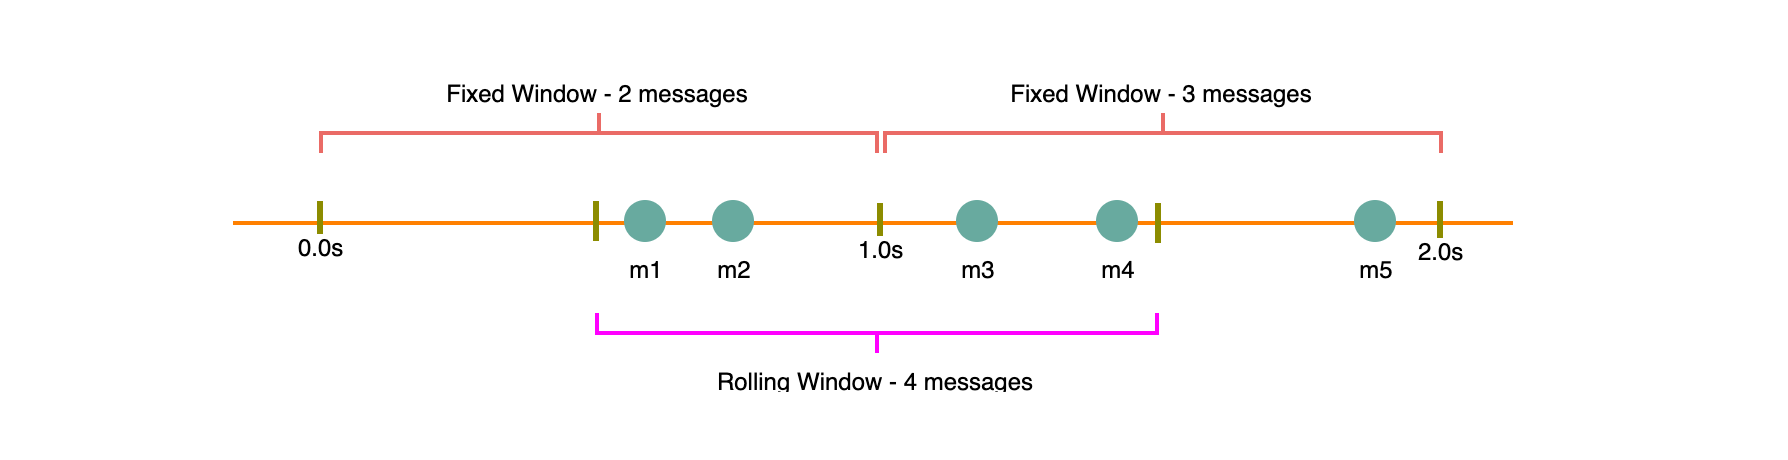 Fixed Window - 2 messages
Fixed Window - 3 messages
0.0s
1.0s
2.0s
m1
m2
m3
m4
m5
Rolling Window - 4 messages